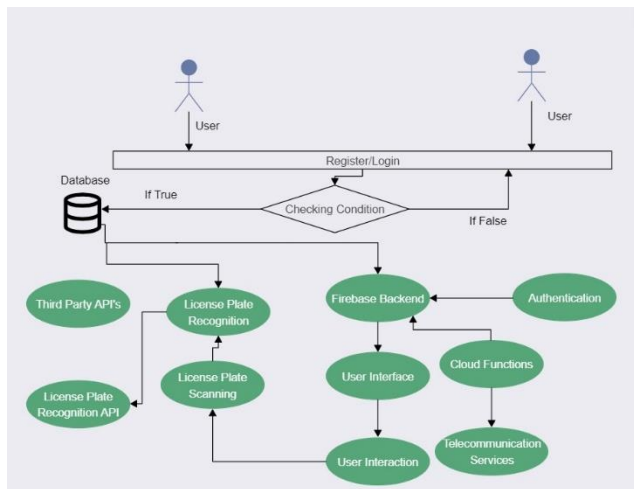 User
User
Register/Login
Database
If True
Checking Condition
If False
Third Party API's
License Plate
Recognition
Firebase Backend
Authentication
License Plate
Scanning
User Interface
Cloud Functions
License Plate
Recognition API
User Interaction
Telecommunication
Services